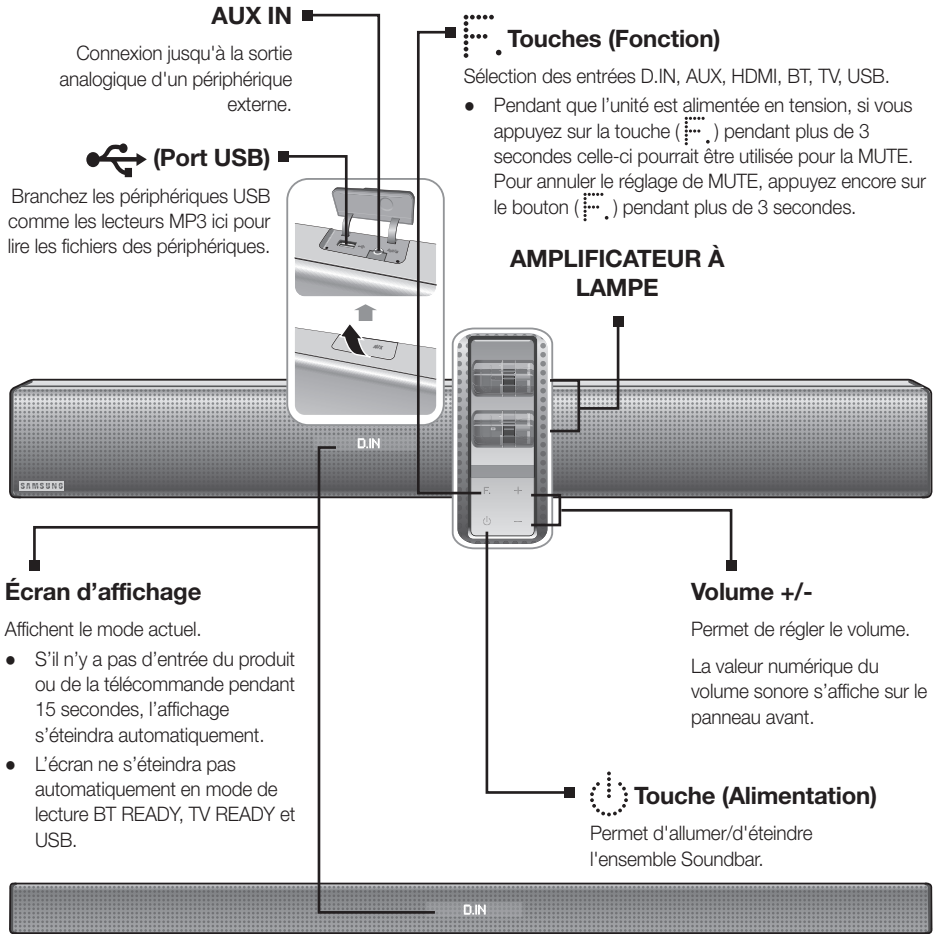 AUX IN
Connexion jusqu'à la sortie
analogique d'un périphérique
externe.
(Port USB)
Branchez les périphériques USB
comme les lecteurs MP3 ici pour
lire les fichiers des périphériques.
F. Touches (Fonction)
Sélection des entrées D.IN, AUX, HDMI, BT, TV, USB.
● Pendant que l’unité est alimentée en tension, si vous
appuyez sur la touche ( F. ) pendant plus de 3
secondes celle-ci pourrait être utilisée pour la MUTE.
Pour annuler le réglage de MUTE, appuyez encore sur
le bouton ( F. ) pendant plus de 3 secondes.
AMPLIFICATEUR À
LAMPE
D.IN
SAMSUNG
F. +
–
Écran d’affichage
Affichent le mode actuel.
● S’il n’y a pas d’entrée du produit
ou de la télécommande pendant
15 secondes, l’affichage
s’éteindra automatiquement.
● L’écran ne s’éteindra pas
automatiquement en mode de
lecture BT READY, TV READY et
USB.
Volume +/-
Permet de régler le volume.
La valeur numérique du
volume sonore s’affiche sur le
panneau avant.
Touche (Alimentation)
Permet d'allumer/d'éteindre
l'ensemble Soundbar.
D.IN